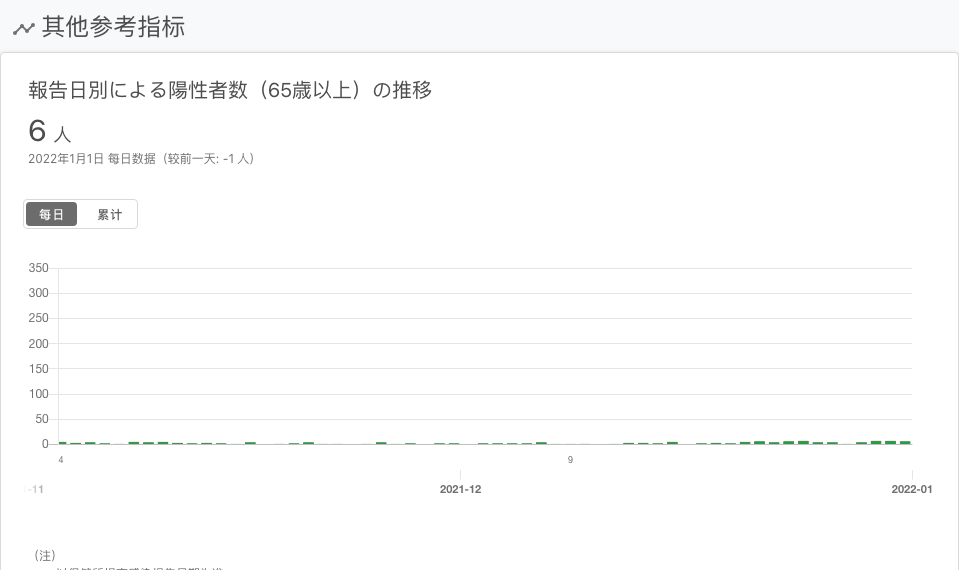 其他参考指标
報告日別による陽性者数（65歳以上）の推移
6 人
2022年1月1日 每日数据（较前一天: -1 人）
每日 累计
350
300
250
200
150
100
50
0
4 9
-11 2021-12 2022-01
（注）